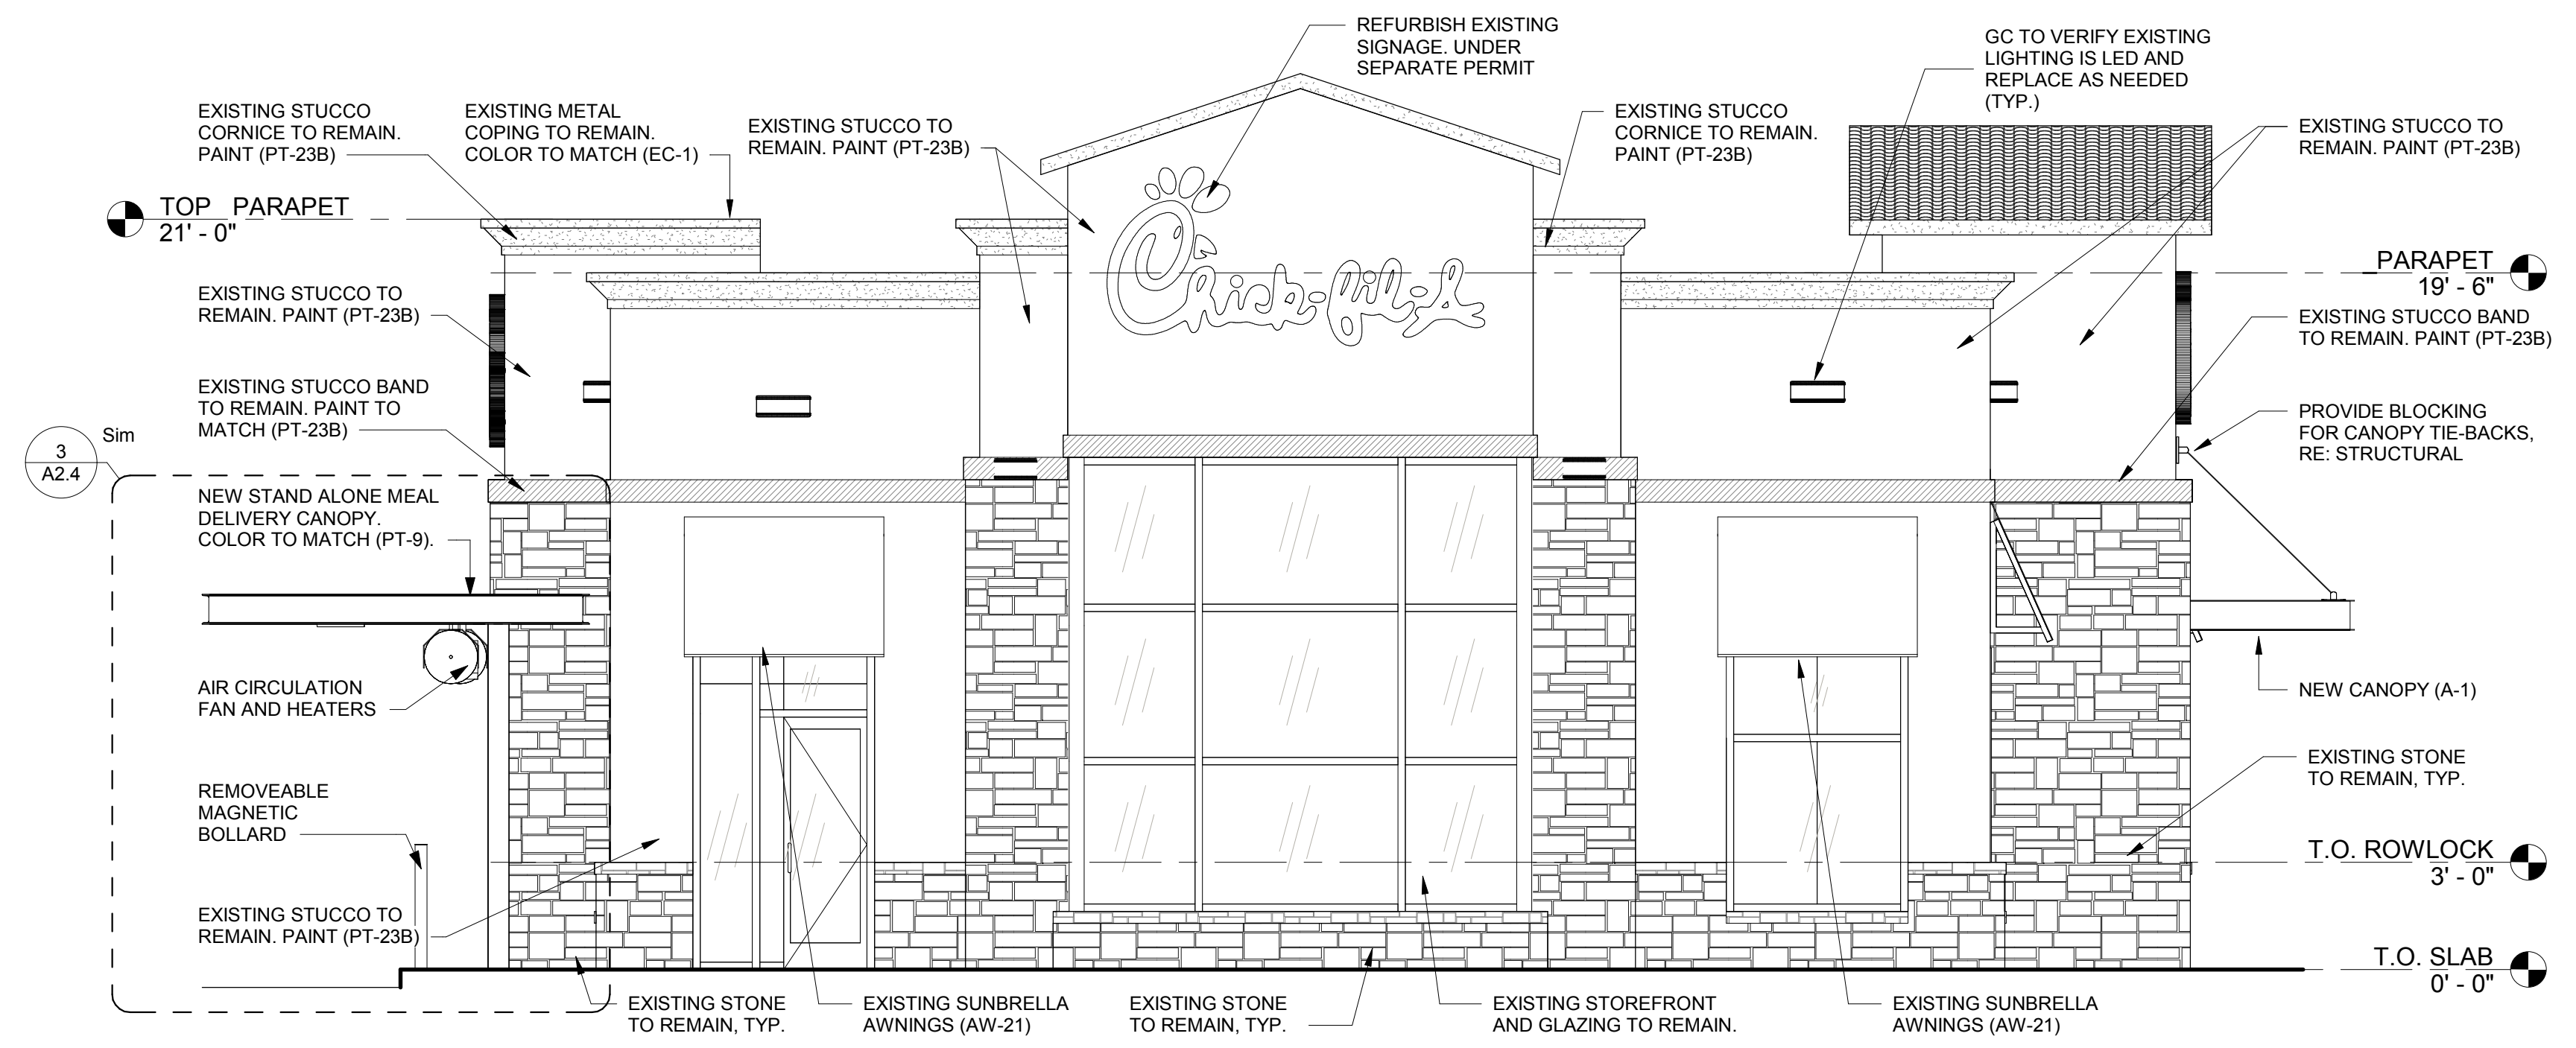 REFURBISH EXISTING
SIGNAGE. UNDER
SEPARATE PERMIT
GC TO VERIFY EXISTING
LIGHTING IS LED AND
REPLACE AS NEEDED
(TYP.)
EXISTING STUCCO
CORNICE TO REMAIN.
PAINT (PT-23B)
EXISTING METAL
COPING TO REMAIN.
COLOR TO MATCH (EC-1)
EXISTING STUCCO TO
REMAIN. PAINT (PT-23B)
EXISTING STUCCO
CORNICE TO REMAIN.
PAINT (PT-23B)
EXISTING STUCCO TO
REMAIN. PAINT (PT-23B)
TOP PARAPET
21' - 0"
Chick-fil-A
PARAPET
19' - 6"
EXISTING STUCCO TO
REMAIN. PAINT (PT-23B)
EXISTING STUCCO BAND
TO REMAIN. PAINT (PT-23B)
EXISTING STUCCO BAND
TO REMAIN. PAINT TO
MATCH (PT-23B)
PROVIDE BLOCKING
FOR CANOPY TIE-BACKS,
RE: STRUCTURAL
3
A2.4
Sim
NEW STAND ALONE MEAL
DELIVERY CANOPY.
COLOR TO MATCH (PT-9).
AIR CIRCULATION
FAN AND HEATERS
NEW CANOPY (A-1)
EXISTING STONE
TO REMAIN, TYP.
REMOVEABLE
MAGNETIC
BOLLARD
T.O. ROWLOCK
3' - 0"
EXISTING STUCCO TO
REMAIN. PAINT (PT-23B)
T.O. SLAB
0' - 0"
EXISTING STONE
TO REMAIN, TYP.
EXISTING SUNBRELLA
AWNINGS (AW-21)
EXISTING STONE
TO REMAIN, TYP.
EXISTING STOREFRONT
AND GLAZING TO REMAIN.
EXISTING SUNBRELLA
AWNINGS (AW-21)